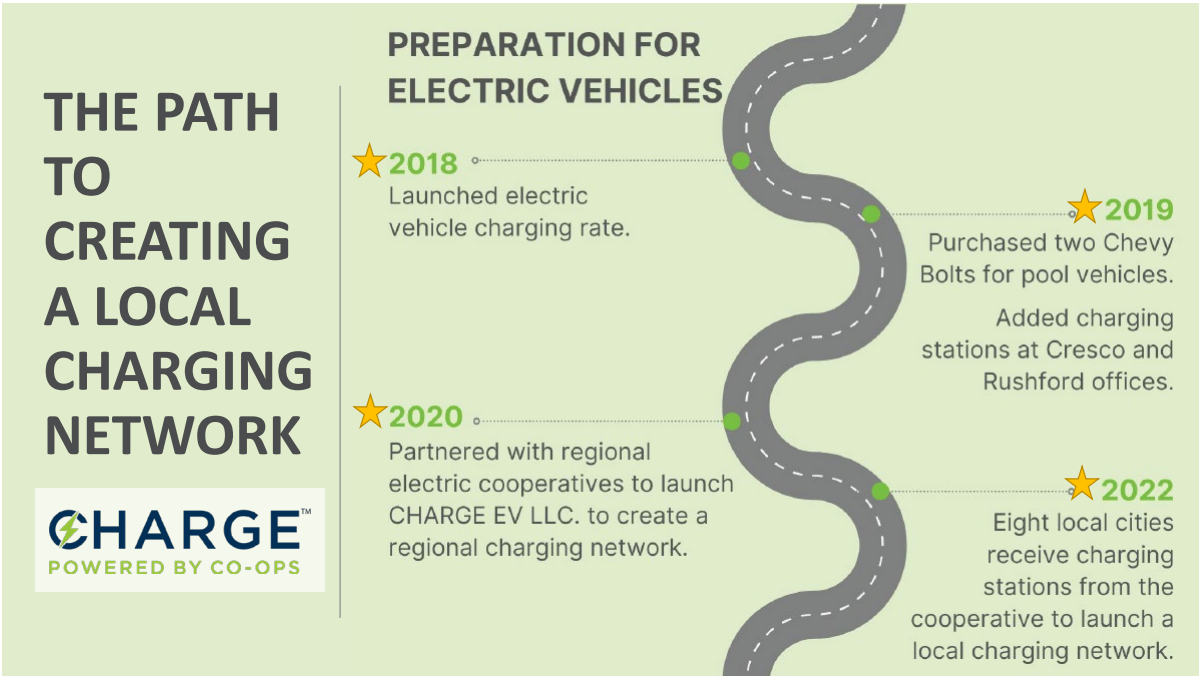 THE PATH
TO
CREATING
A LOCAL
CHARGING
NETWORK
CHARGE™
POWERED BY CO-OPS
PREPARATION FOR
ELECTRIC VEHICLES
2018
Launched electric
vehicle charging rate.
2019
Purchased two Chevy
Bolts for pool vehicles.
Added charging
stations at Cresco and
Rushford offices.
2020
Partnered with regional
electric cooperatives to launch
CHARGE EV LLC. to create a
regional charging network.
2022
Eight local cities
receive charging
stations from the
cooperative to launch a
local charging network.